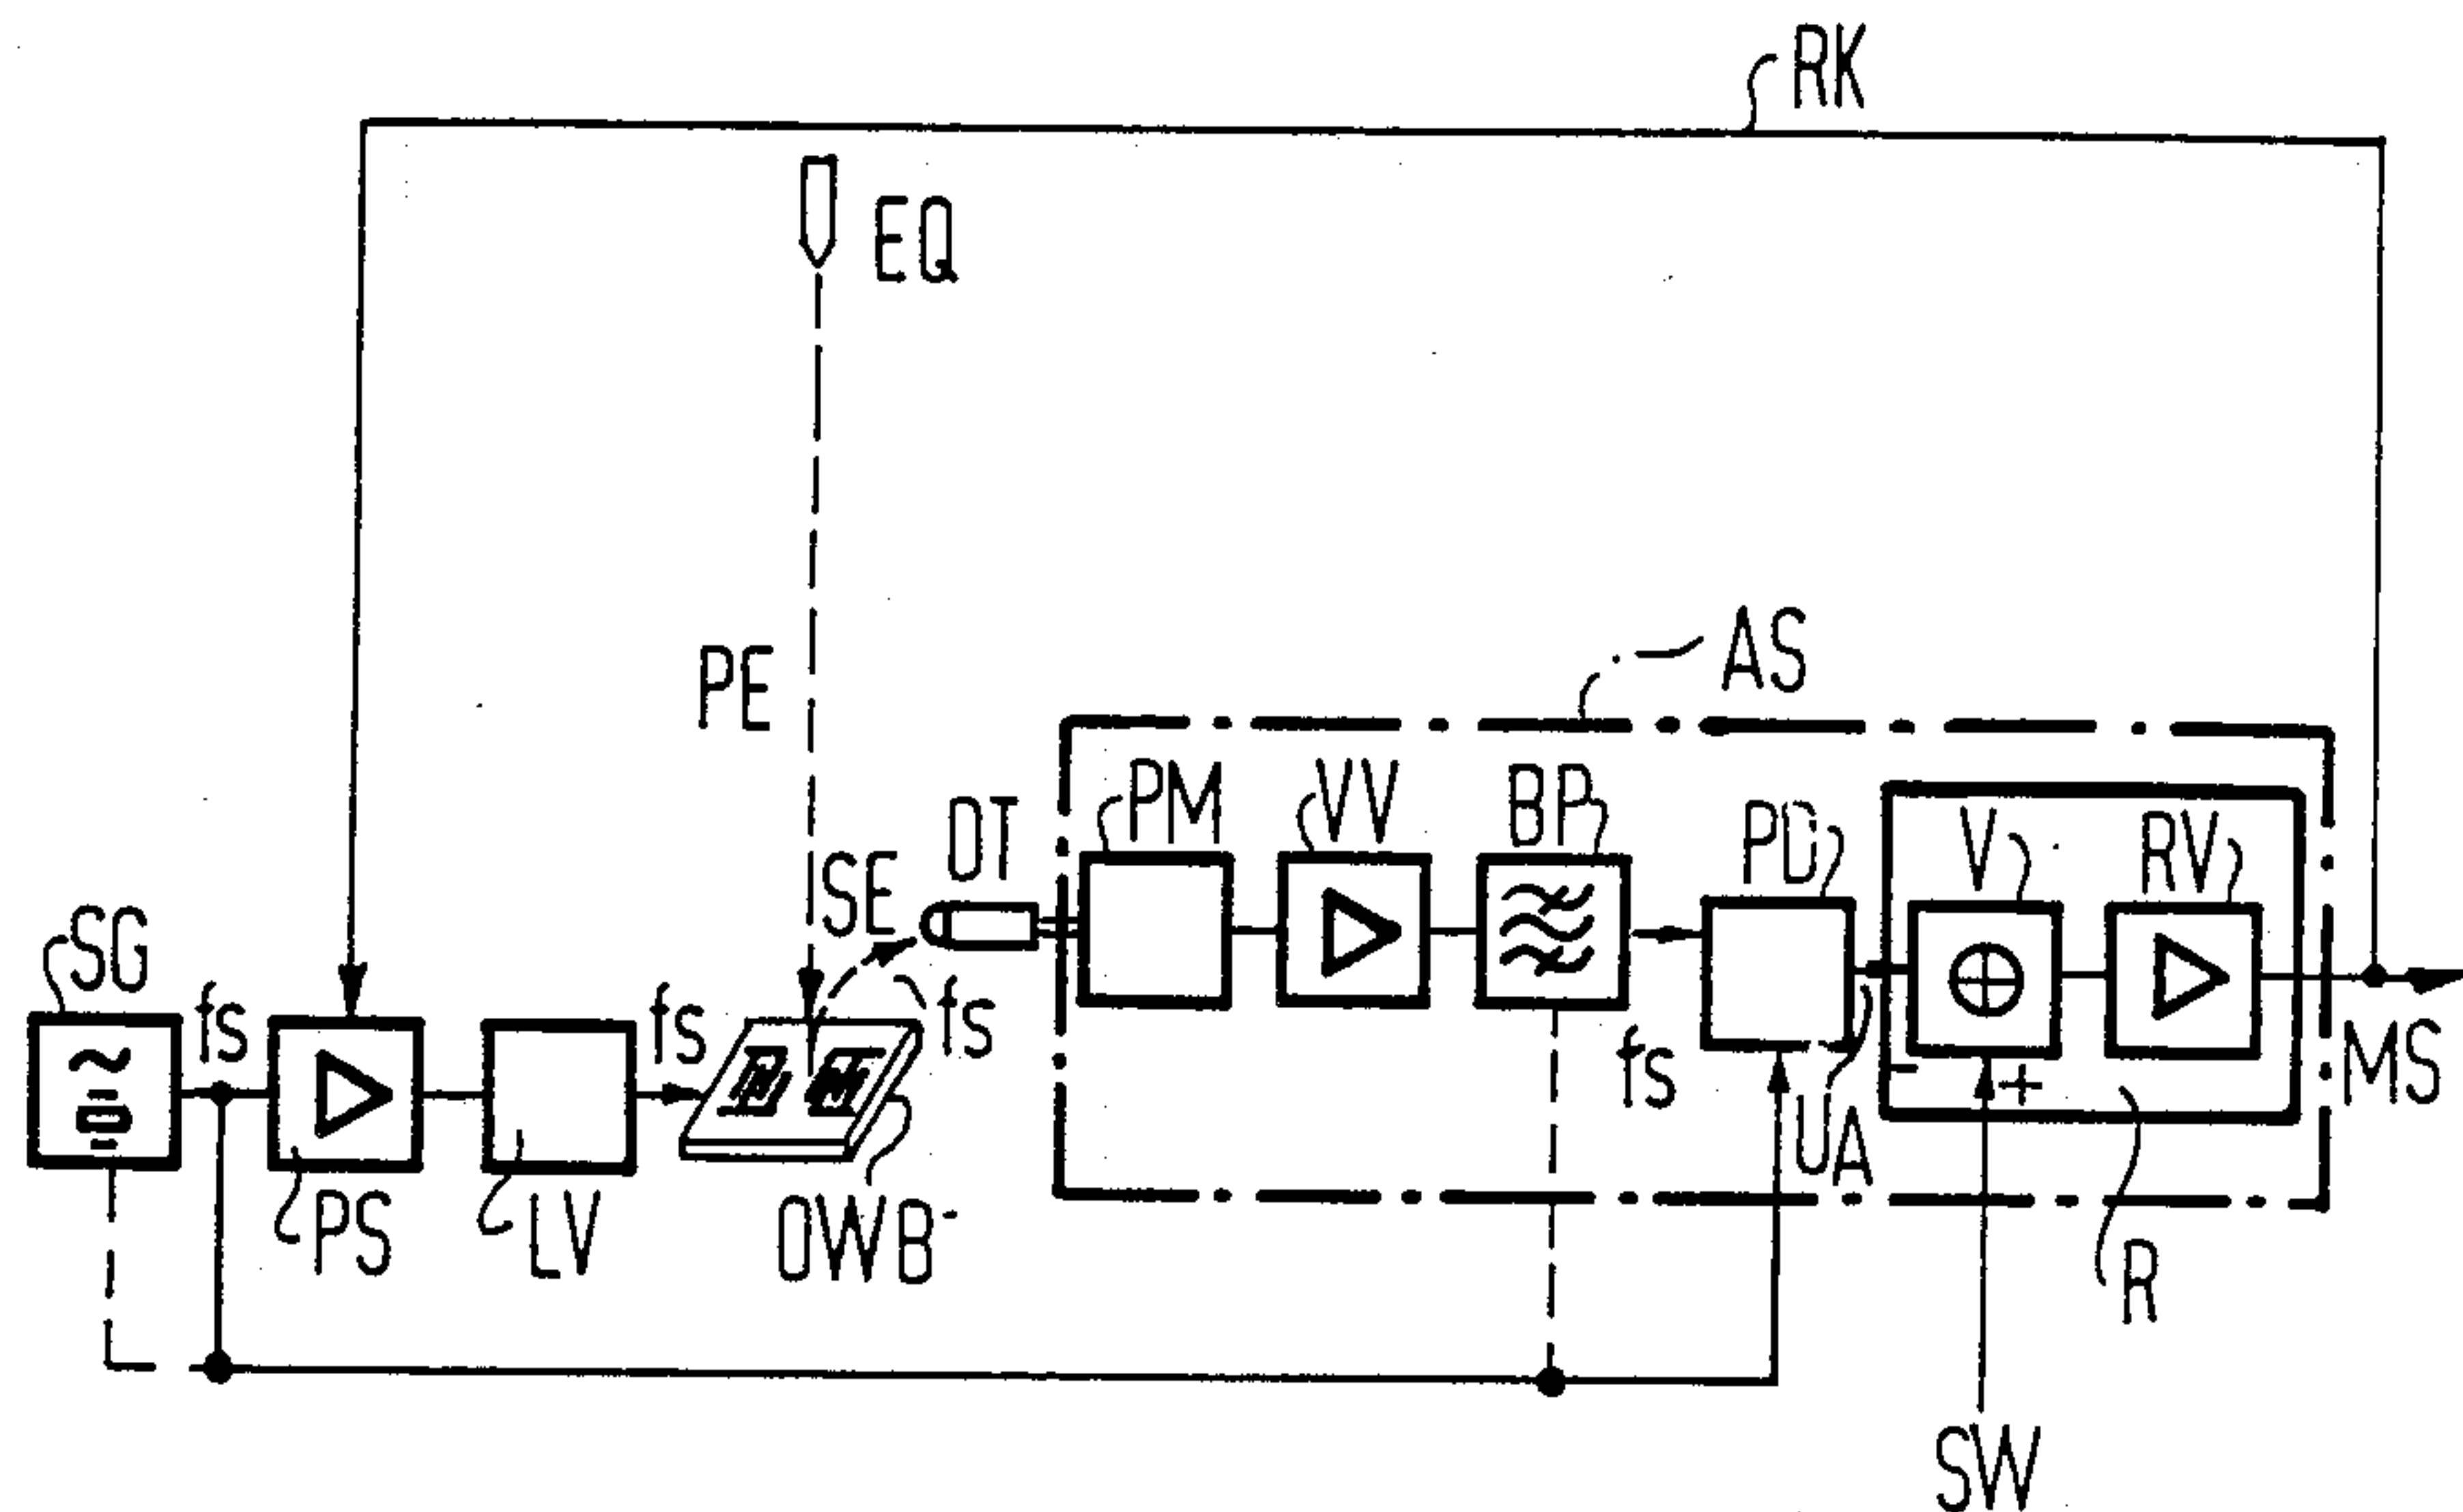 RK
EQ
PE
AS
PM
VV
BP
PD
V
RV
SE
OT
SG
fs
fs
fs
fs
+
−
UA
MS
PS
LV
OWB
R
SW